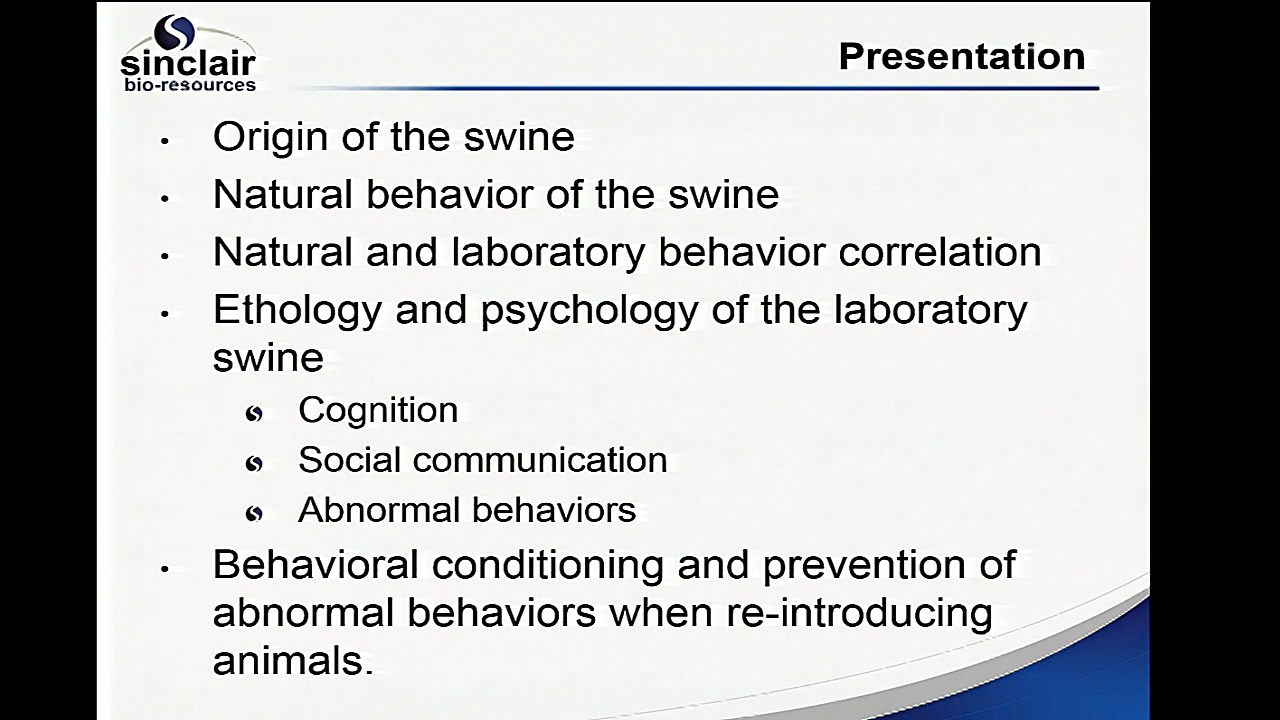 sinclair
bio-resources
Presentation
• Origin of the swine
• Natural behavior of the swine
• Natural and laboratory behavior correlation
• Ethology and psychology of the laboratory
swine
Cognition
Social communication
Abnormal behaviors
• Behavioral conditioning and prevention of
abnormal behaviors when re-introducing
animals.